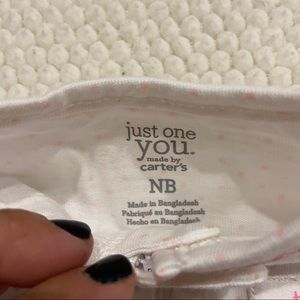 just one
you.
made by
carter's
NB
Made in Bangladesh
Fabriqué au Bangladesh
Hecho en Bangladesh